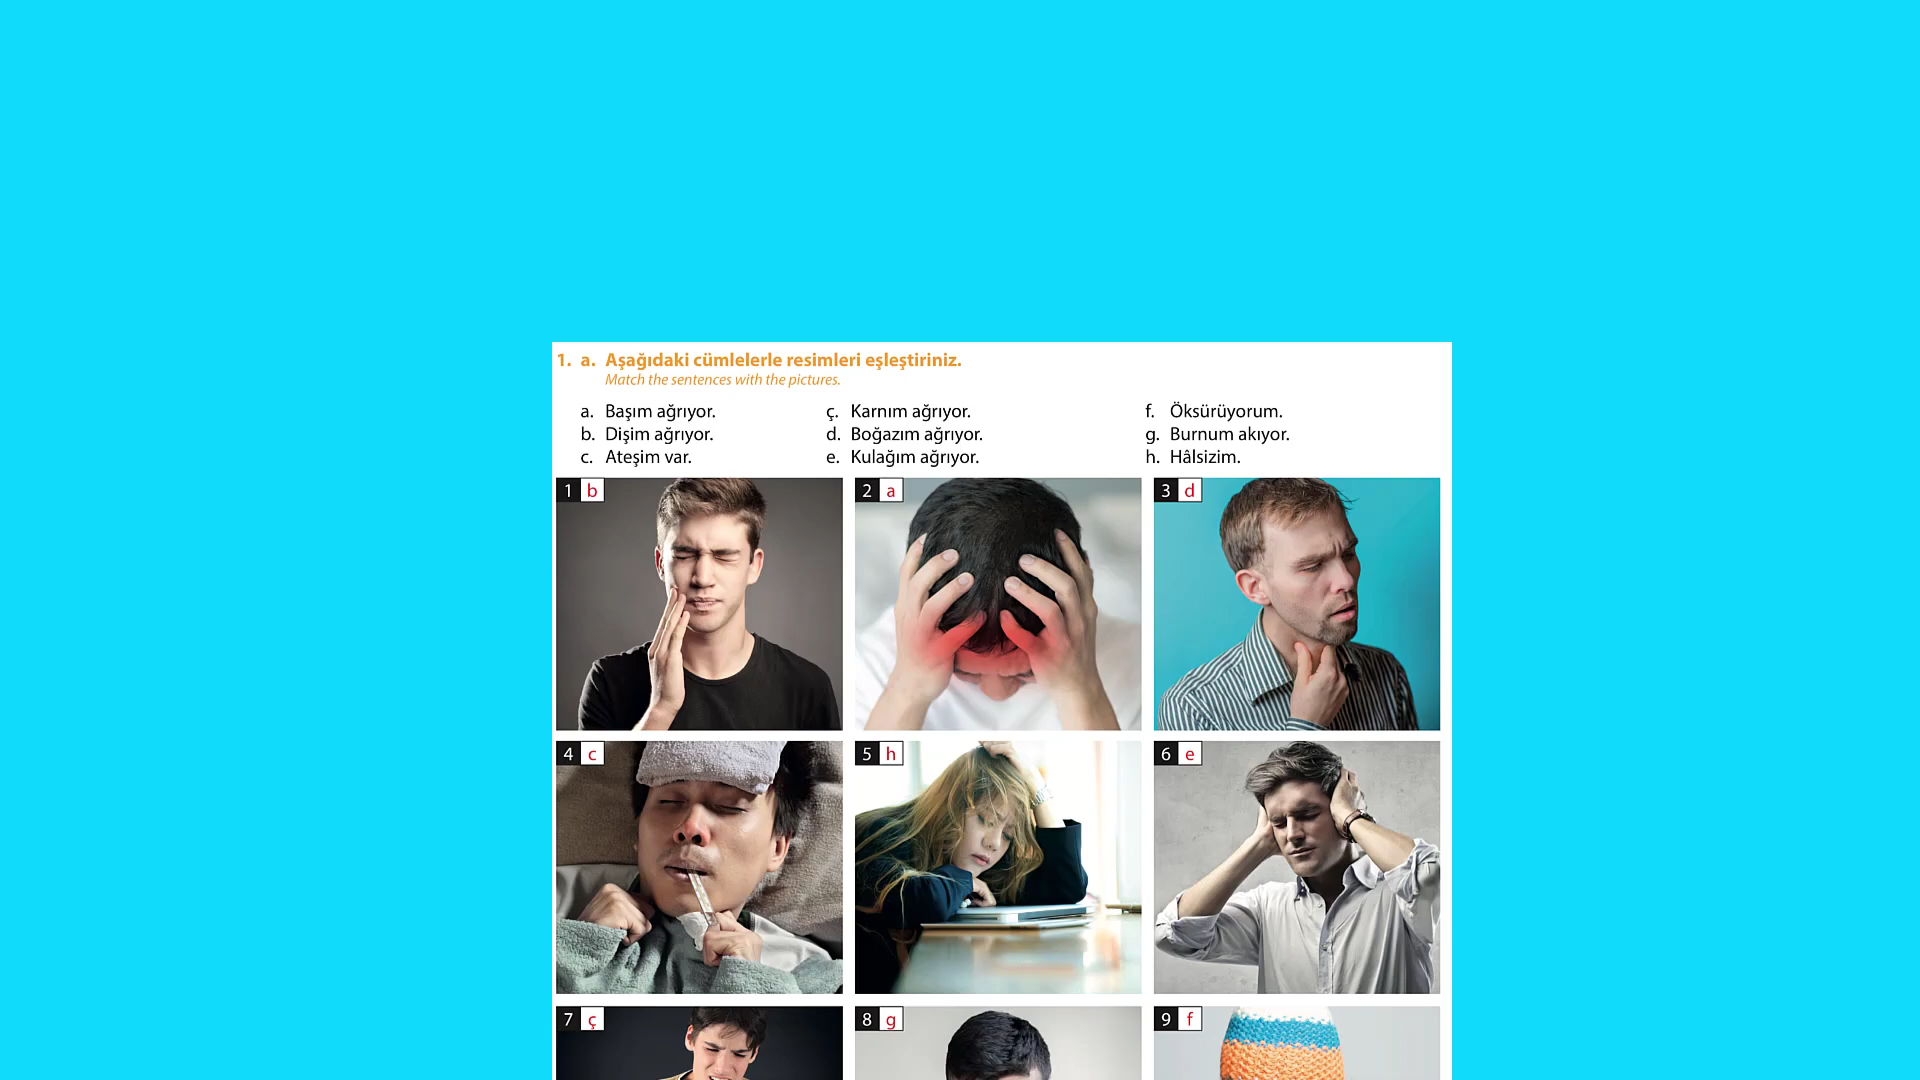 1. a. Aşağıdaki cümlelerle resimleri eşleştiriniz.
Match the sentences with the pictures.
a. Başım ağrıyor.
b. Dişim ağrıyor.
c. Ateşim var.
ç. Karnım ağrıyor.
d. Boğazım ağrıyor.
e. Kulağım ağrıyor.
f. Öksürüyorum.
g. Burnum akıyor.
h. Hâlsizim.
1 b
2 a
3 d
4 c
5 h
6 e
7 ç
8 g
9 f